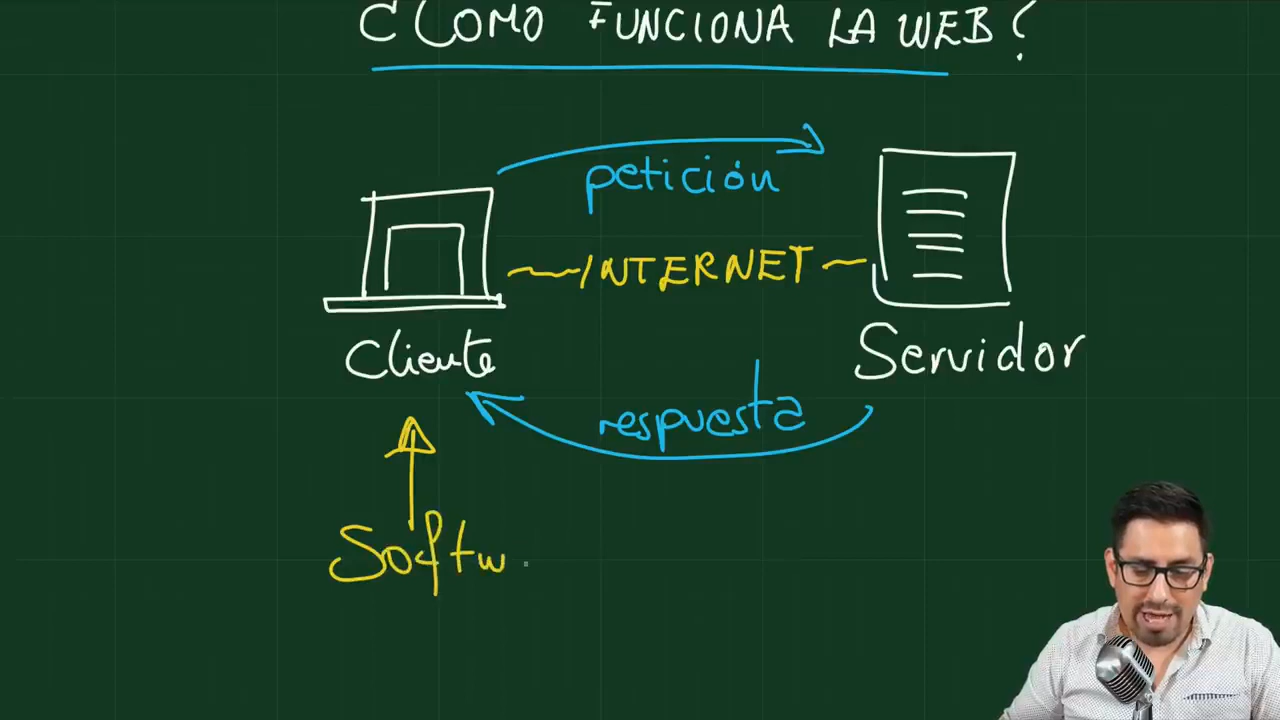 ¿CÓMO FUNCIONA LA WEB?
petición
INTERNET
Cliente
Servidor
respuesta
Softw